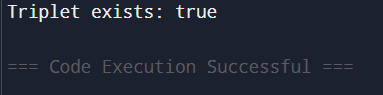 Triplet exists: true
=== Code Execution Successful ===